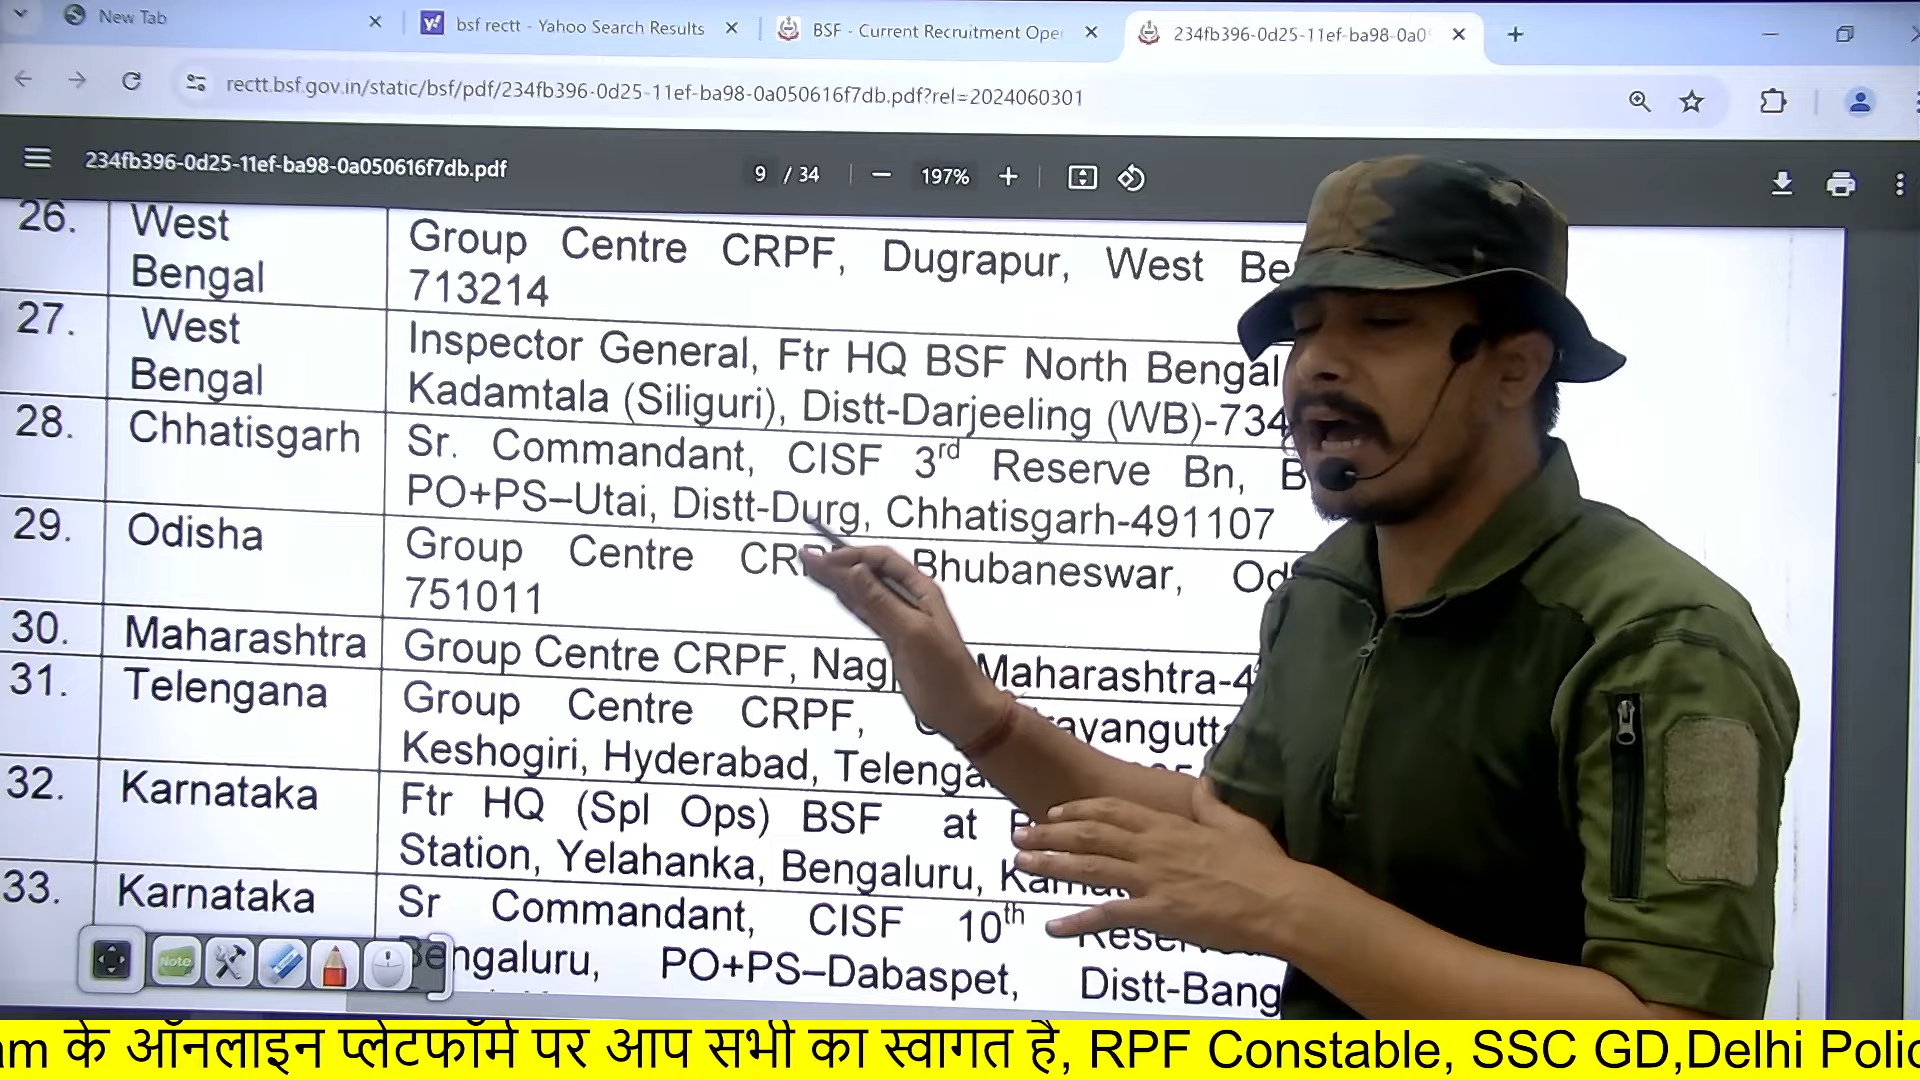 New Tab
bsf rectt - Yahoo Search Results
BSF - Current Recruitment Ope
234fb396-0d25-11ef-ba98-0a0
rectt.bsf.gov.in/static/bsf/pdf/234fb396-0d25-11ef-ba98-0a050616f7db.pdf?rel=2024060301
234fb396-0d25-11ef-ba98-0a050616f7db.pdf
9 / 34
197%
26. West Bengal Group Centre CRPF, Dugrapur, West Be
713214
27. West Bengal Inspector General, Ftr HQ BSF North Bengal
Kadamtala (Siliguri), Distt-Darjeeling (WB)-734
28. Chhatisgarh Sr. Commandant, CISF 3rd Reserve Bn, B
PO+PS–Utai, Distt-Durg, Chhatisgarh-491107
29. Odisha Group Centre Bhubaneswar, Od
751011
30. Maharashtra Group Centre CRPF, Nag Maharashtra-4
31. Telengana Group Centre CRPF,
Keshogiri, Hyderabad, Telenga
32. Karnataka Ftr HQ (Spl Ops) BSF at
Station, Yelahanka, Bengaluru,
33. Karnataka Sr Commandant, CISF 10th
Bengaluru, PO+PS–Dabaspet, Distt-Bang
Note
am के ऑनलाइन प्लेटफॉर्म पर आप सभी का स्वागत है, RPF Constable, SSC GD,Delhi Polic